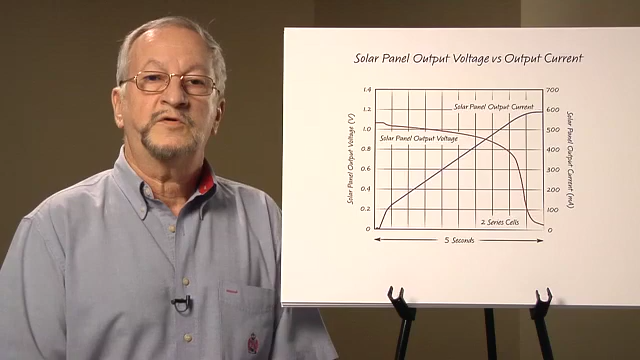 Solar Panel Output Voltage vs Output Current
1.4
1.2
1.0
0.8
0.6
0.4
0.2
0
Solar Panel Output Voltage (V)
Solar Panel Output Current
Solar Panel Output Voltage
2 Series Cells
700
600
500
400
300
200
100
0
Solar Panel Output Current (mA)
5 Seconds